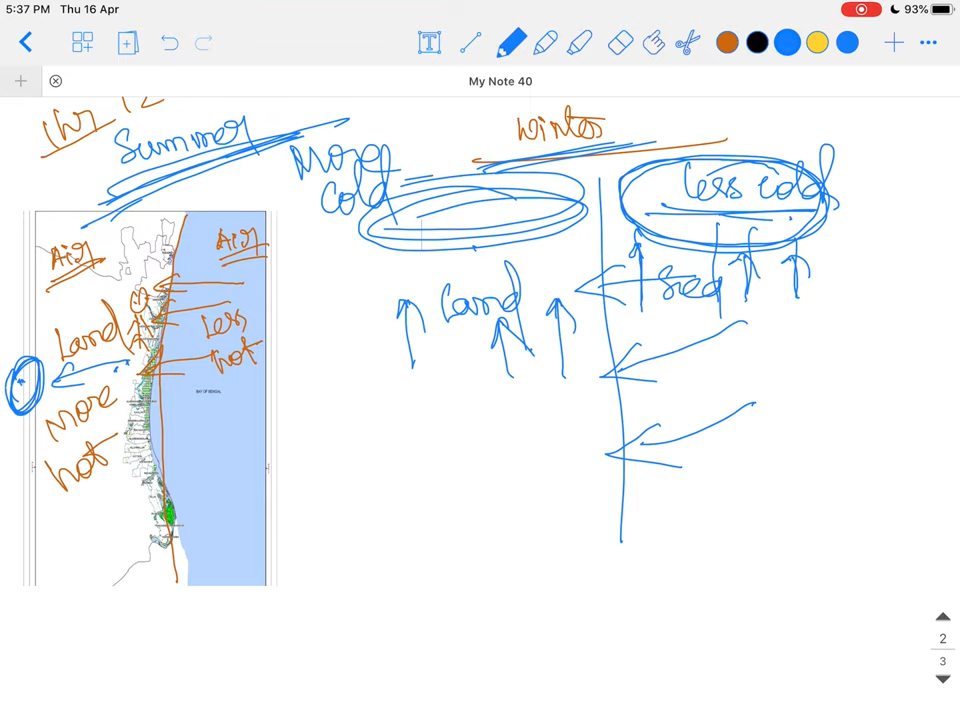 5:37 PM Thu 16 Apr
93%
My Note 40
Summer
Winter
More cold
less cold
Air
Air
Land
less hot
More hot
BAY OF BENGAL
Land
Sea
2
3